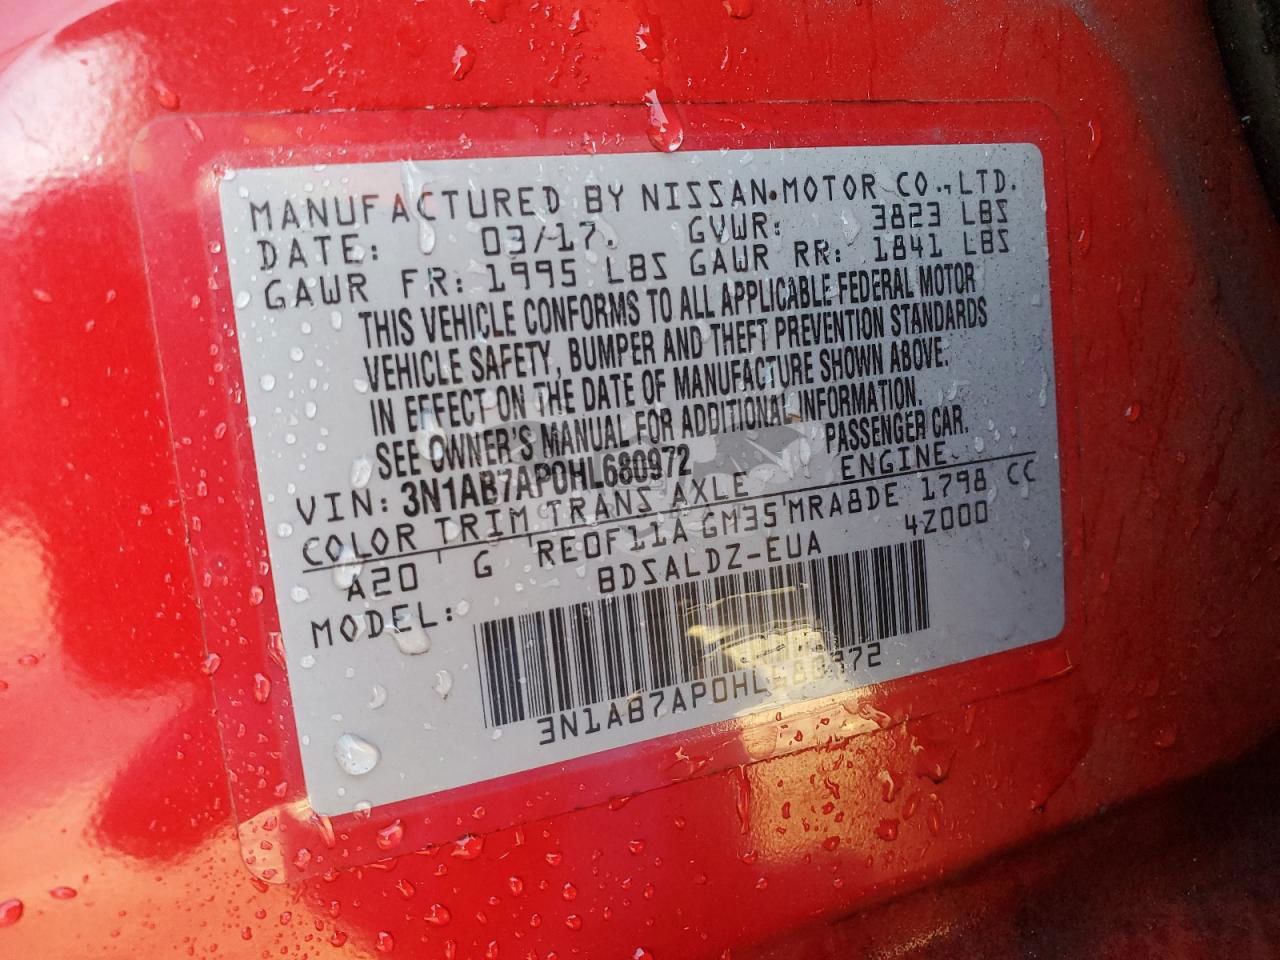 MANUFACTURED BY NISSAN MOTOR CO., LTD.
DATE: 03/17. GVWR: 3823 LBS
GAWR FR: 1995 LBS GAWR RR: 1841 LBS
THIS VEHICLE CONFORMS TO ALL APPLICABLE FEDERAL MOTOR
VEHICLE SAFETY, BUMPER AND THEFT PREVENTION STANDARDS
IN EFFECT ON THE DATE OF MANUFACTURE SHOWN ABOVE.
SEE OWNER'S MANUAL FOR ADDITIONAL INFORMATION.
VIN: 3N1AB7AP0HL680972 PASSENGER CAR.
COLOR TRIM TRANS AXLE ENGINE
A20 G RE0F11A GM35 MRA8DE 1798 CC
MODEL: BDSALDZ-EUA 4Z000
3N1AB7AP0HL680972